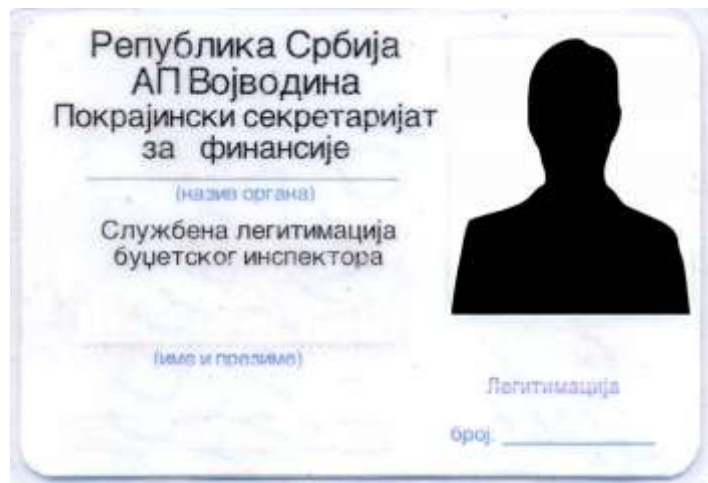 Република Србија
АП Војводина
Покрајински секретаријат
за финансије
(назив органа)
Службена легитимација
буџетског инспектора
(име и презиме)
Легитимација
број.